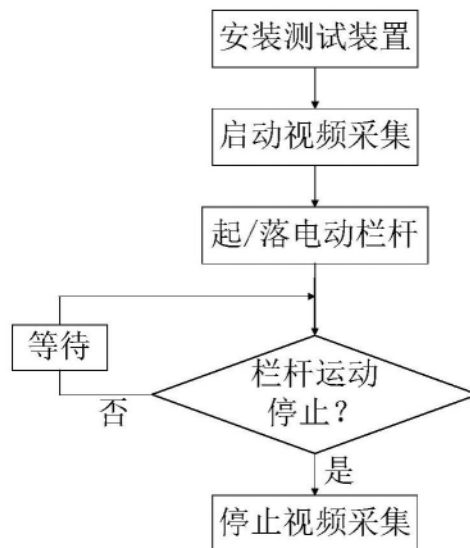 安装测试装置
启动视频采集
起/落电动栏杆
等待
栏杆运动
停止?
否
是
停止视频采集